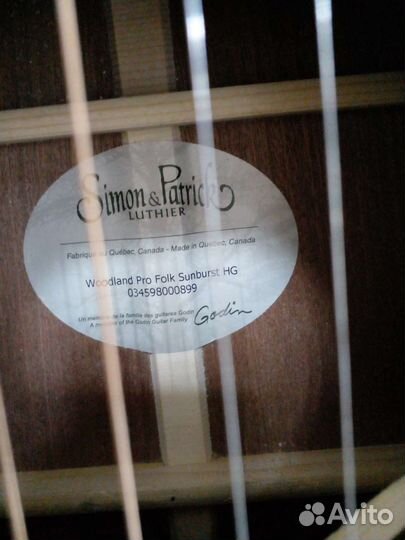 Simon & Patrick
LUTHIER
Fabriqué au Québec, Canada - Made in Québec, Canada
Woodland Pro Folk Sunburst HG
034598000899
Un membre de la famille des guitares Godin
A member of the Godin Guitar Family
Godin
Avito